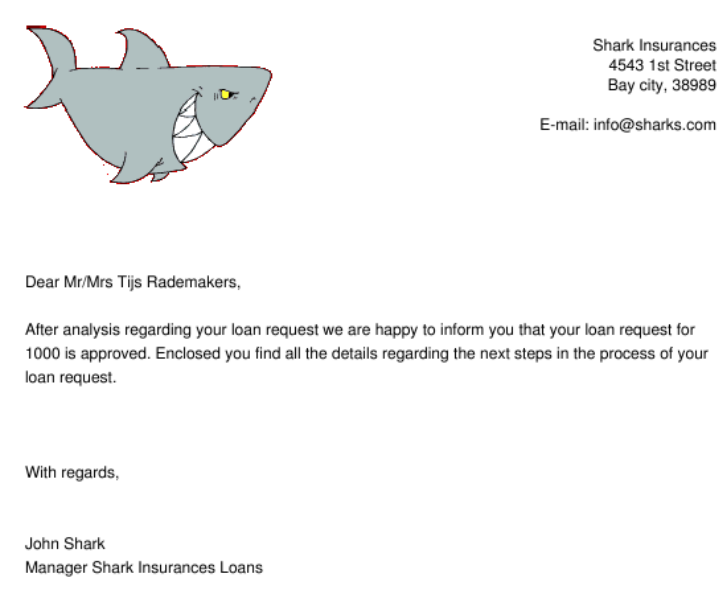 Shark Insurances
4543 1st Street
Bay city, 38989
E-mail: info@sharks.com
Dear Mr/Mrs Tijs Rademakers,
After analysis regarding your loan request we are happy to inform you that your loan request for
1000 is approved. Enclosed you find all the details regarding the next steps in the process of your
loan request.
With regards,
John Shark
Manager Shark Insurances Loans